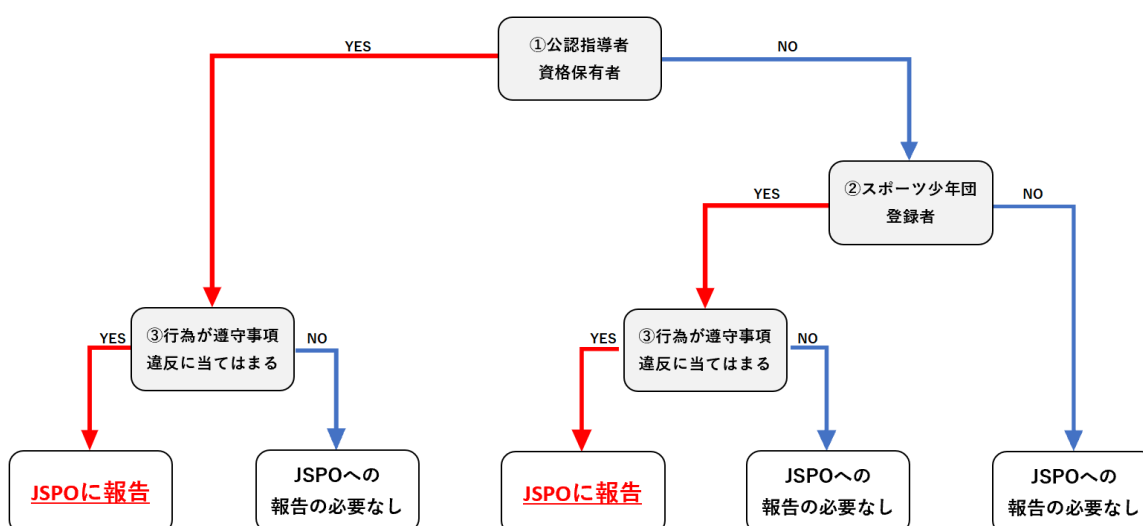 YES
①公認指導者
資格保有者
NO
YES
②スポーツ少年団
登録者
NO
YES
③行為が遵守事項
違反に当てはまる
NO
YES
③行為が遵守事項
違反に当てはまる
NO
JSPOに報告
JSPOへの
報告の必要なし
JSPOに報告
JSPOへの
報告の必要なし
JSPOへの
報告の必要なし